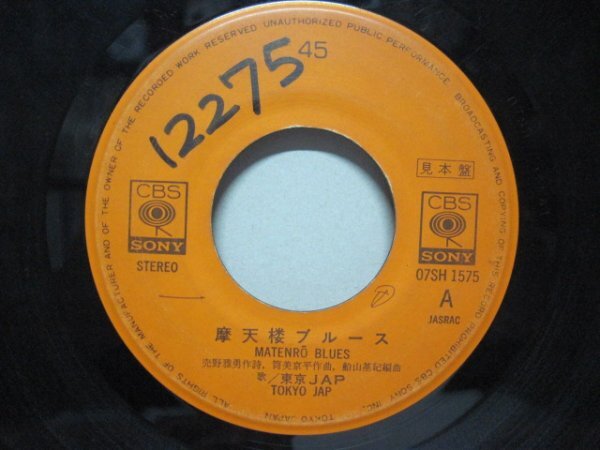 ALL RIGHTS OF THE MANUFACTURER AND OF THE OWNER OF THE RECORDED WORK RESERVED UNAUTHORIZED PUBLIC PERFORMANCE BROADCASTING AND COPYING OF THIS RECORD PROHIBITED CBS SONY INC. TOKYO JAPAN
12275
45
見本盤
CBS
SONY
STEREO
CBS
SONY
07SH 1575
A
JASRAC
摩天楼ブルース
MATENRŌ BLUES
売野雅勇作詩, 筒美京平作曲, 船山基紀編曲
歌/東京JAP
TOKYO JAP